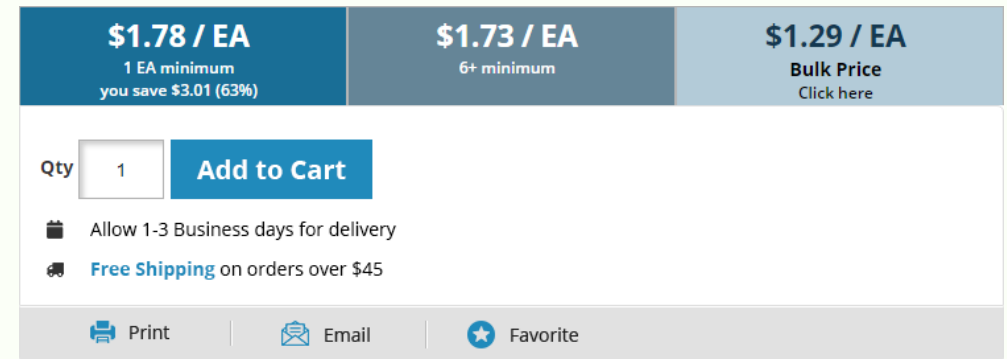 $1.78 / EA
1 EA minimum
you save $3.01 (63%)
$1.73 / EA
6+ minimum
$1.29 / EA
Bulk Price
Click here
Qty 1 Add to Cart
Allow 1-3 Business days for delivery
Free Shipping on orders over $45
Print Email Favorite